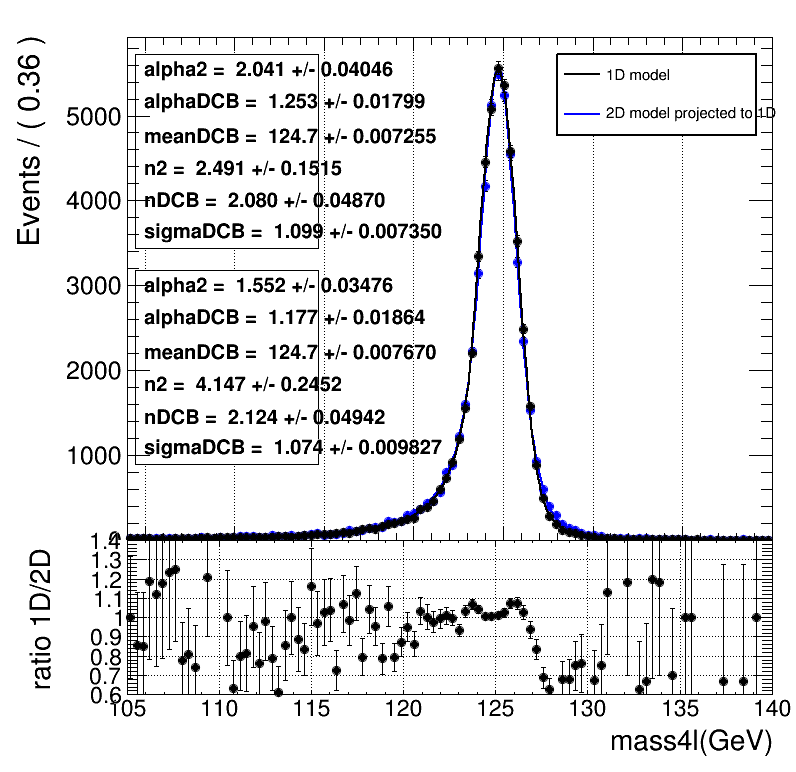 Events / ( 0.36 )
5000
4000
3000
2000
1000
0
alpha2 = 2.041 +/- 0.04046
alphaDCB = 1.253 +/- 0.01799
meanDCB = 124.7 +/- 0.007255
n2 = 2.491 +/- 0.1515
nDCB = 2.080 +/- 0.04870
sigmaDCB = 1.099 +/- 0.007350
alpha2 = 1.552 +/- 0.03476
alphaDCB = 1.177 +/- 0.01864
meanDCB = 124.7 +/- 0.007670
n2 = 4.147 +/- 0.2452
nDCB = 2.124 +/- 0.04942
sigmaDCB = 1.074 +/- 0.009827
1D model
2D model projected to 1D
ratio 1D/2D
1.4
1.3
1.2
1.1
1
0.9
0.8
0.7
0.6
105 110 115 120 125 130 135 140
mass4l(GeV)